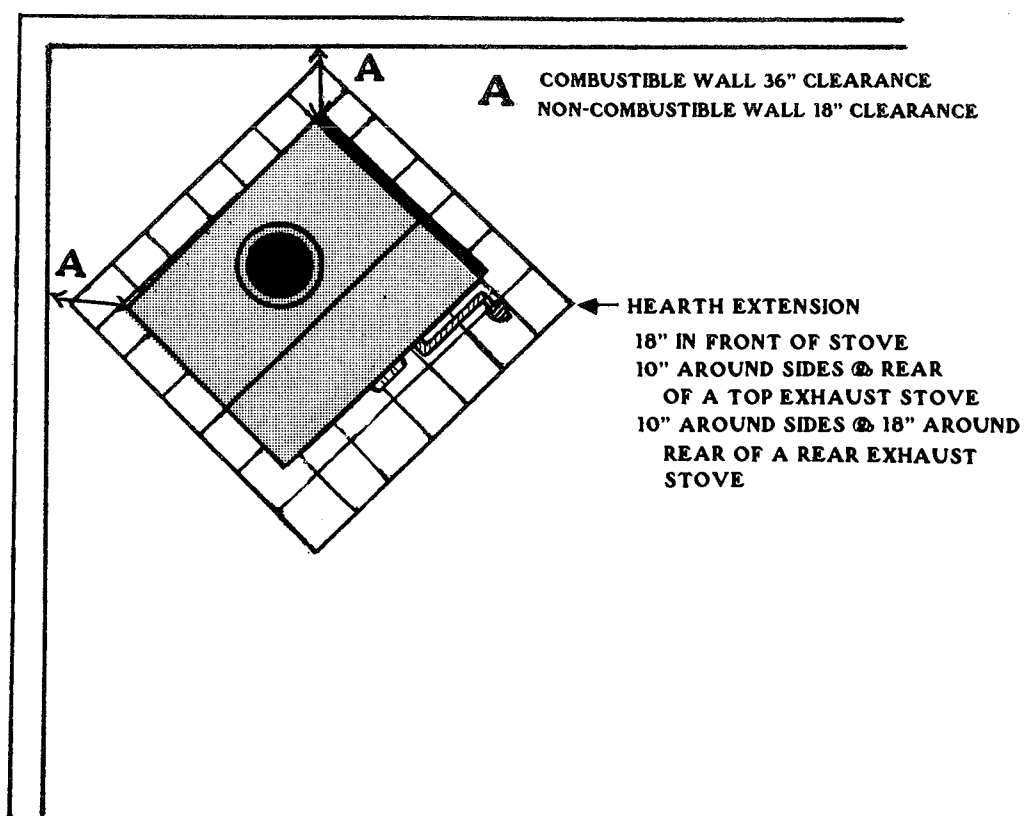 A
A
A COMBUSTIBLE WALL 36" CLEARANCE
NON-COMBUSTIBLE WALL 18" CLEARANCE
HEARTH EXTENSION
18" IN FRONT OF STOVE
10" AROUND SIDES & REAR
OF A TOP EXHAUST STOVE
10" AROUND SIDES & 18" AROUND
REAR OF A REAR EXHAUST
STOVE